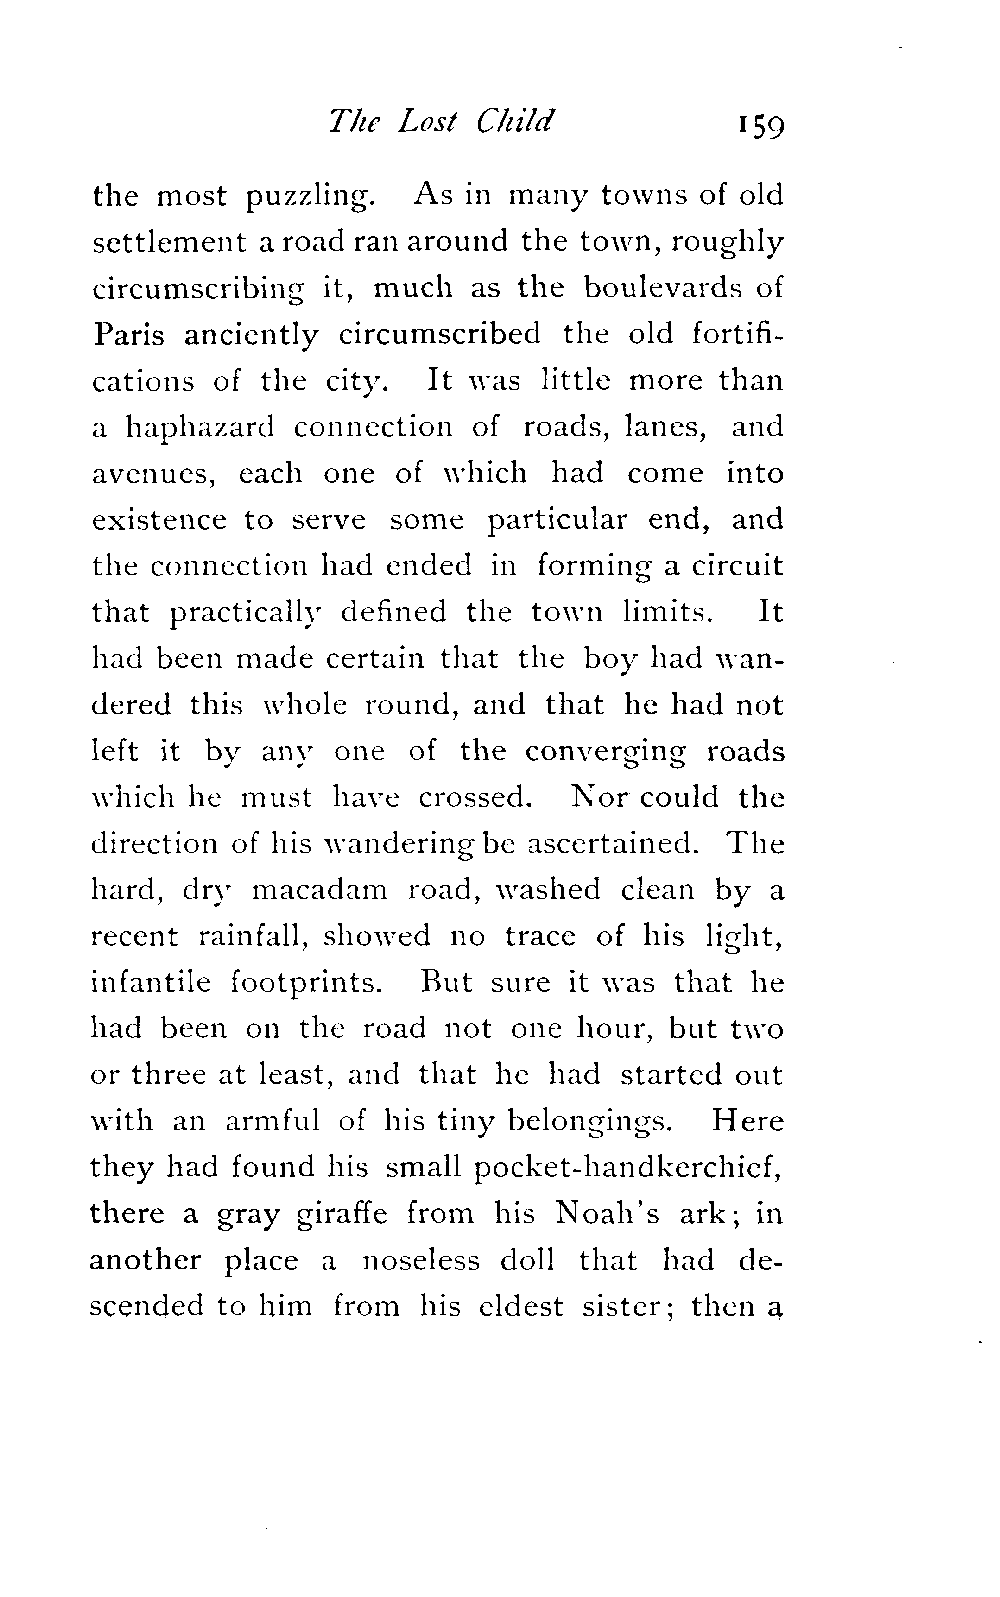 The Lost Child 159
the most puzzling. As in many towns of old
settlement a road ran around the town, roughly
circumscribing it, much as the boulevards of
Paris anciently circumscribed the old fortifi-
cations of the city. It was little more than
a haphazard connection of roads, lanes, and
avenues, each one of which had come into
existence to serve some particular end, and
the connection had ended in forming a circuit
that practically defined the town limits. It
had been made certain that the boy had wan-
dered this whole round, and that he had not
left it by any one of the converging roads
which he must have crossed. Nor could the
direction of his wandering be ascertained. The
hard, dry macadam road, washed clean by a
recent rainfall, showed no trace of his light,
infantile footprints. But sure it was that he
had been on the road not one hour, but two
or three at least, and that he had started out
with an armful of his tiny belongings. Here
they had found his small pocket-handkerchief,
there a gray giraffe from his Noah's ark; in
another place a noseless doll that had de-
scended to him from his eldest sister; then a